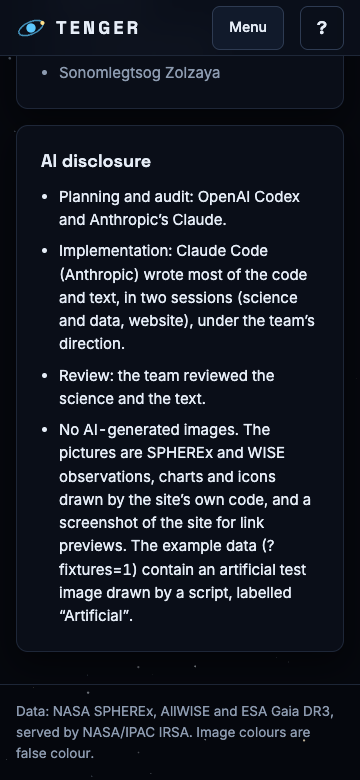 TENGER
Menu
?
• Sonomlegtsog Zolzaya
AI disclosure
• Planning and audit: OpenAI Codex
and Anthropic’s Claude.
• Implementation: Claude Code
(Anthropic) wrote most of the code
and text, in two sessions (science
and data, website), under the team’s
direction.
• Review: the team reviewed the
science and the text.
• No AI-generated images. The
pictures are SPHEREx and WISE
observations, charts and icons
drawn by the site’s own code, and a
screenshot of the site for link
previews. The example data (?
fixtures=1) contain an artificial test
image drawn by a script, labelled
“Artificial”.
Data: NASA SPHEREx, AllWISE and ESA Gaia DR3,
served by NASA/IPAC IRSA. Image colours are
false colour.